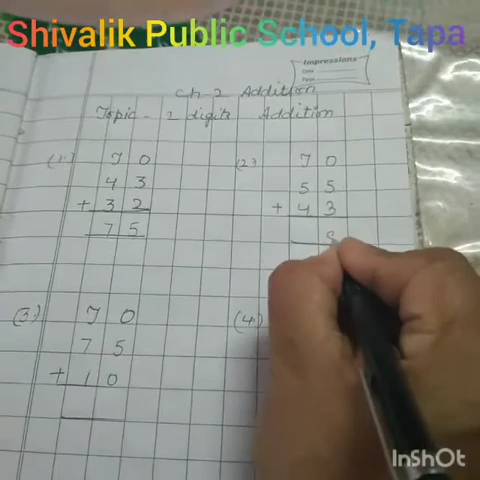 Shivalik Public School, Tapa
Impressions
Date
Page
Ch-2 Addition
Topic - 2 digits Addition
(1.) T O
4 3
+ 3 2
7 5
(2.) T O
5 5
+ 4 3
8
(3.) T O
7 5
+ 1 0
(4.)
InShOt